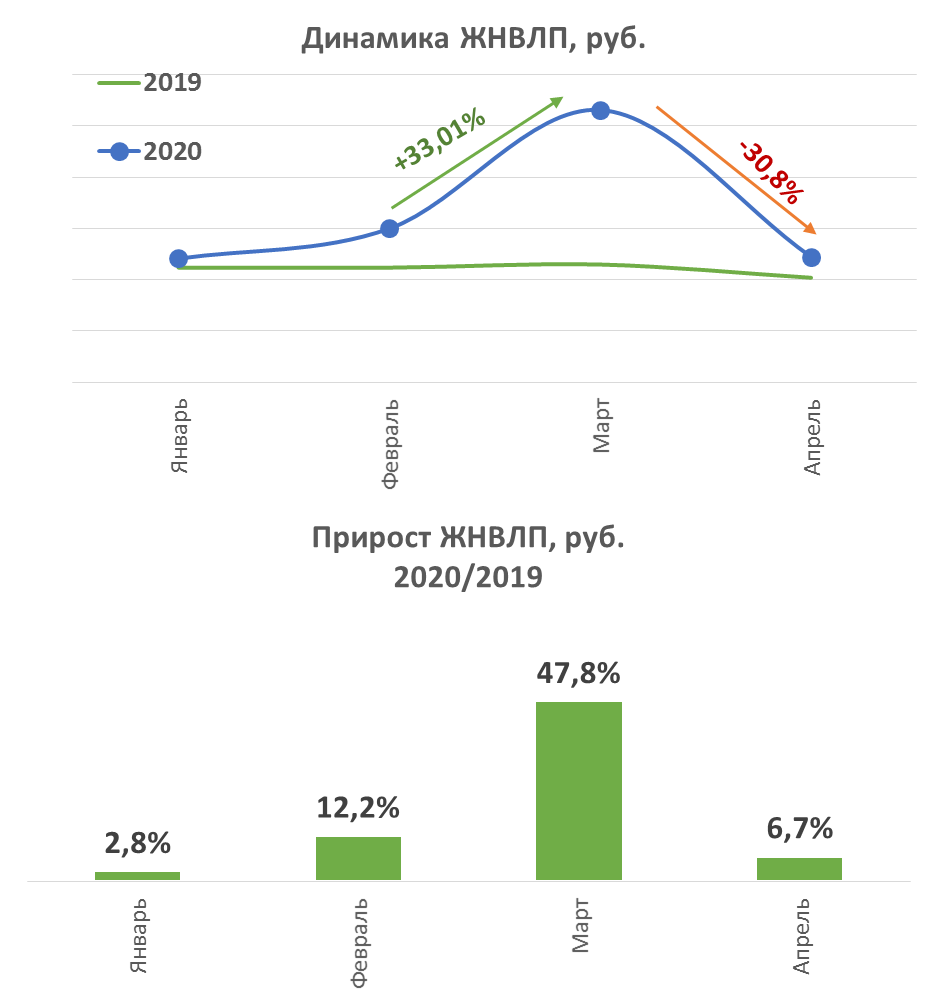 Динамика ЖНВЛП, руб.
2019
2020
+33,01%
-30,8%
Январь
Февраль
Март
Апрель
Прирост ЖНВЛП, руб.
2020/2019
2,8%
12,2%
47,8%
6,7%
Январь
Февраль
Март
Апрель